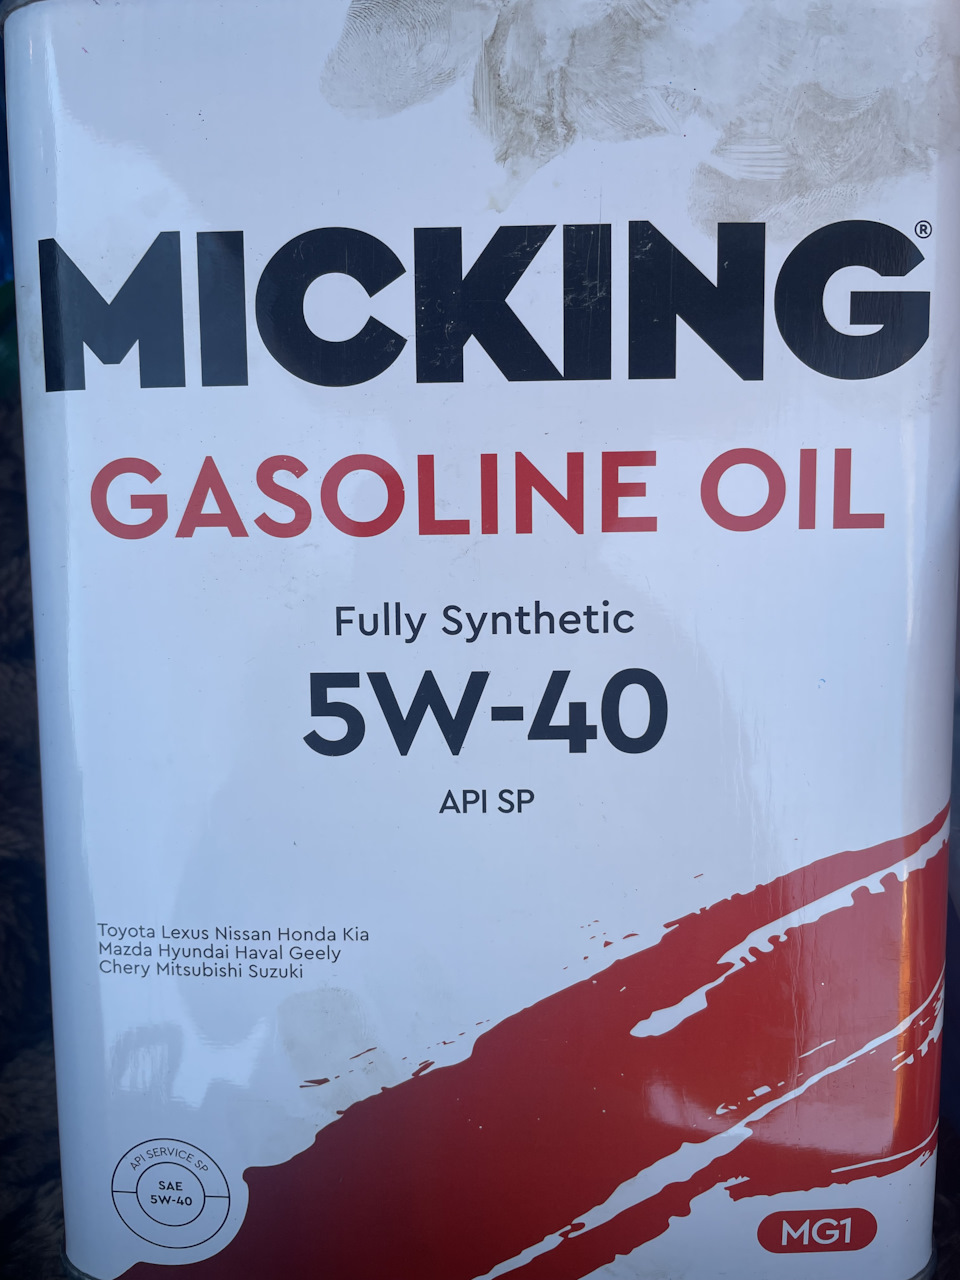 MICKING®
GASOLINE OIL
Fully Synthetic
5W-40
API SP
Toyota Lexus Nissan Honda Kia
Mazda Hyundai Haval Geely
Chery Mitsubishi Suzuki
API SERVICE SP
SAE
5W-40
MG1